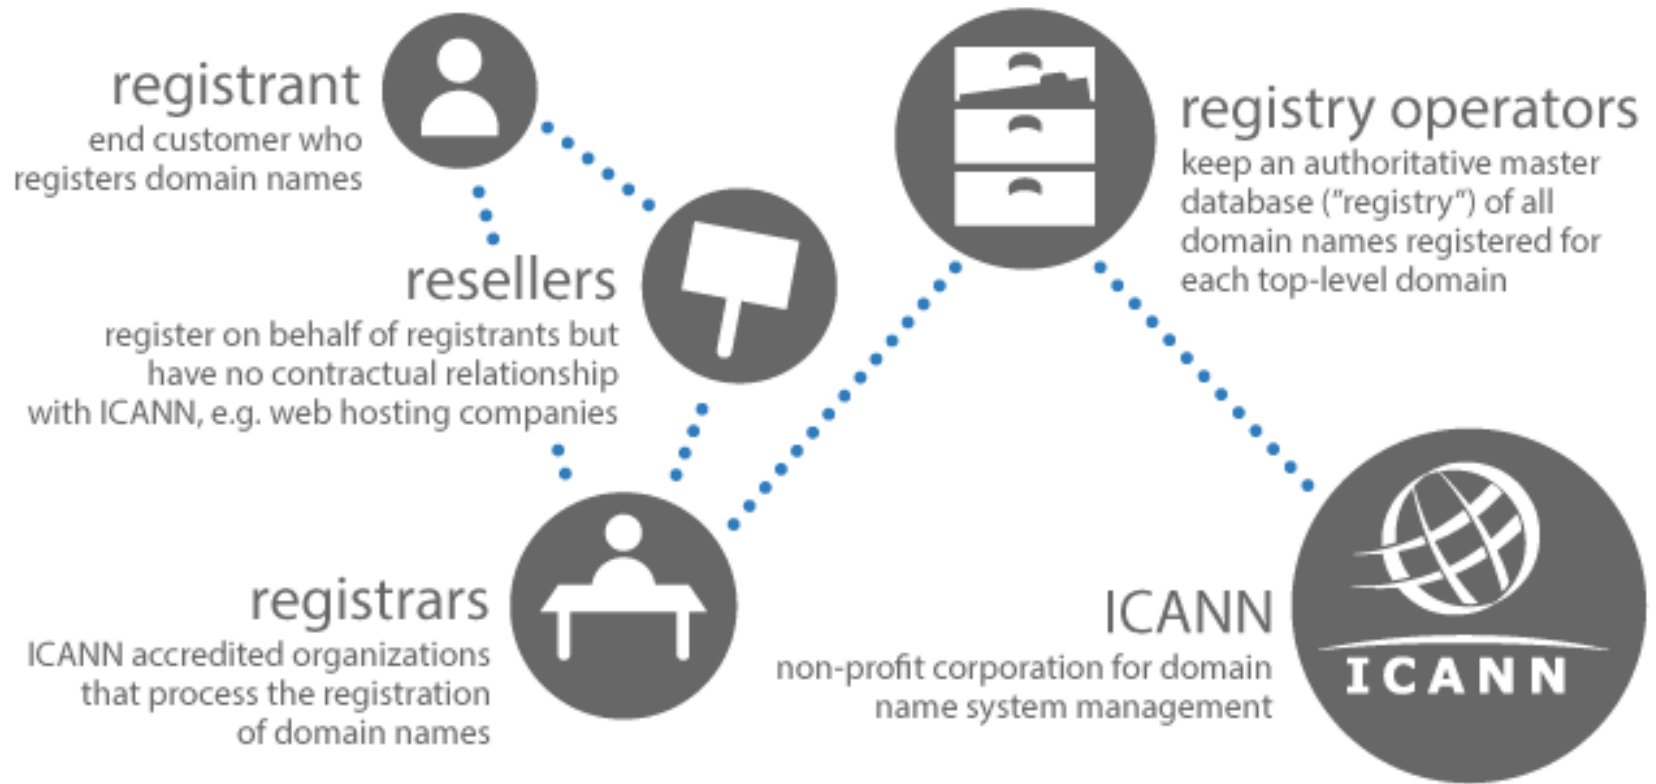 registrant
end customer who
registers domain names
resellers
register on behalf of registrants but
have no contractual relationship
with ICANN, e.g. web hosting companies
registrars
ICANN accredited organizations
that process the registration
of domain names
registry operators
keep an authoritative master
database ("registry") of all
domain names registered for
each top-level domain
ICANN
non-profit corporation for domain
name system management
ICANN